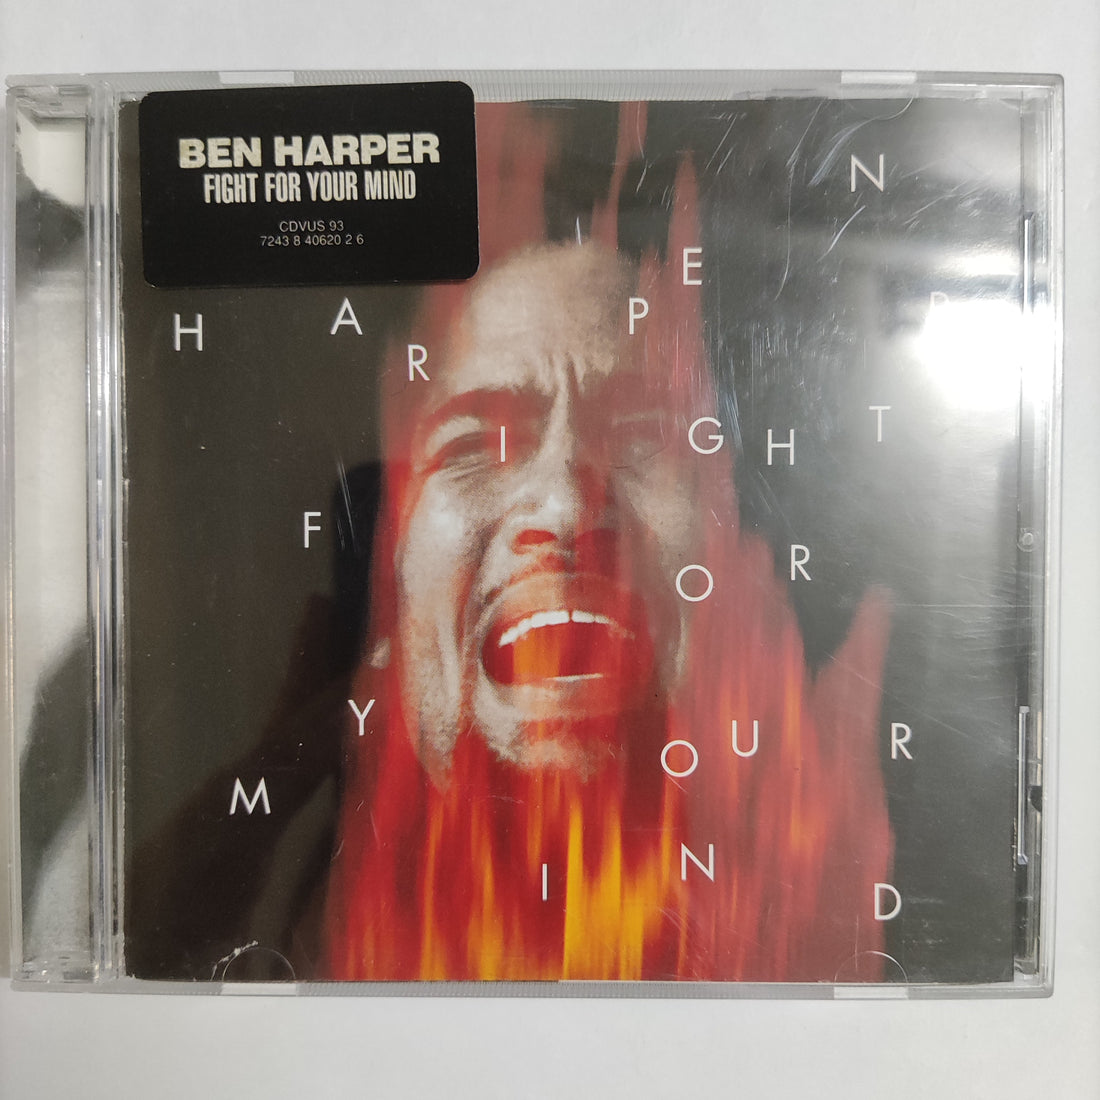 BEN HARPER
FIGHT FOR YOUR MIND
CDVUS 93
7243 8 40620 2 6
E N
H A R P R
I G H T
F O R
Y O U R
M I N D